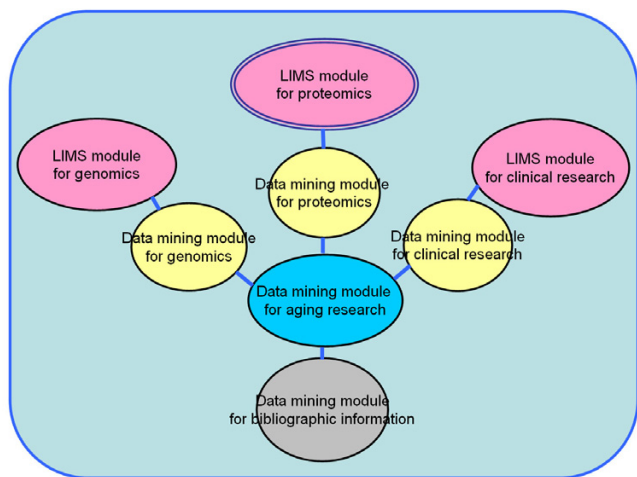 LIMS module
for proteomics
LIMS module
for genomics
LIMS module
for clinical research
Data mining module
for proteomics
Data mining module
for genomics
Data mining module
for clinical research
Data mining module
for aging research
Data mining module
for bibliographic information